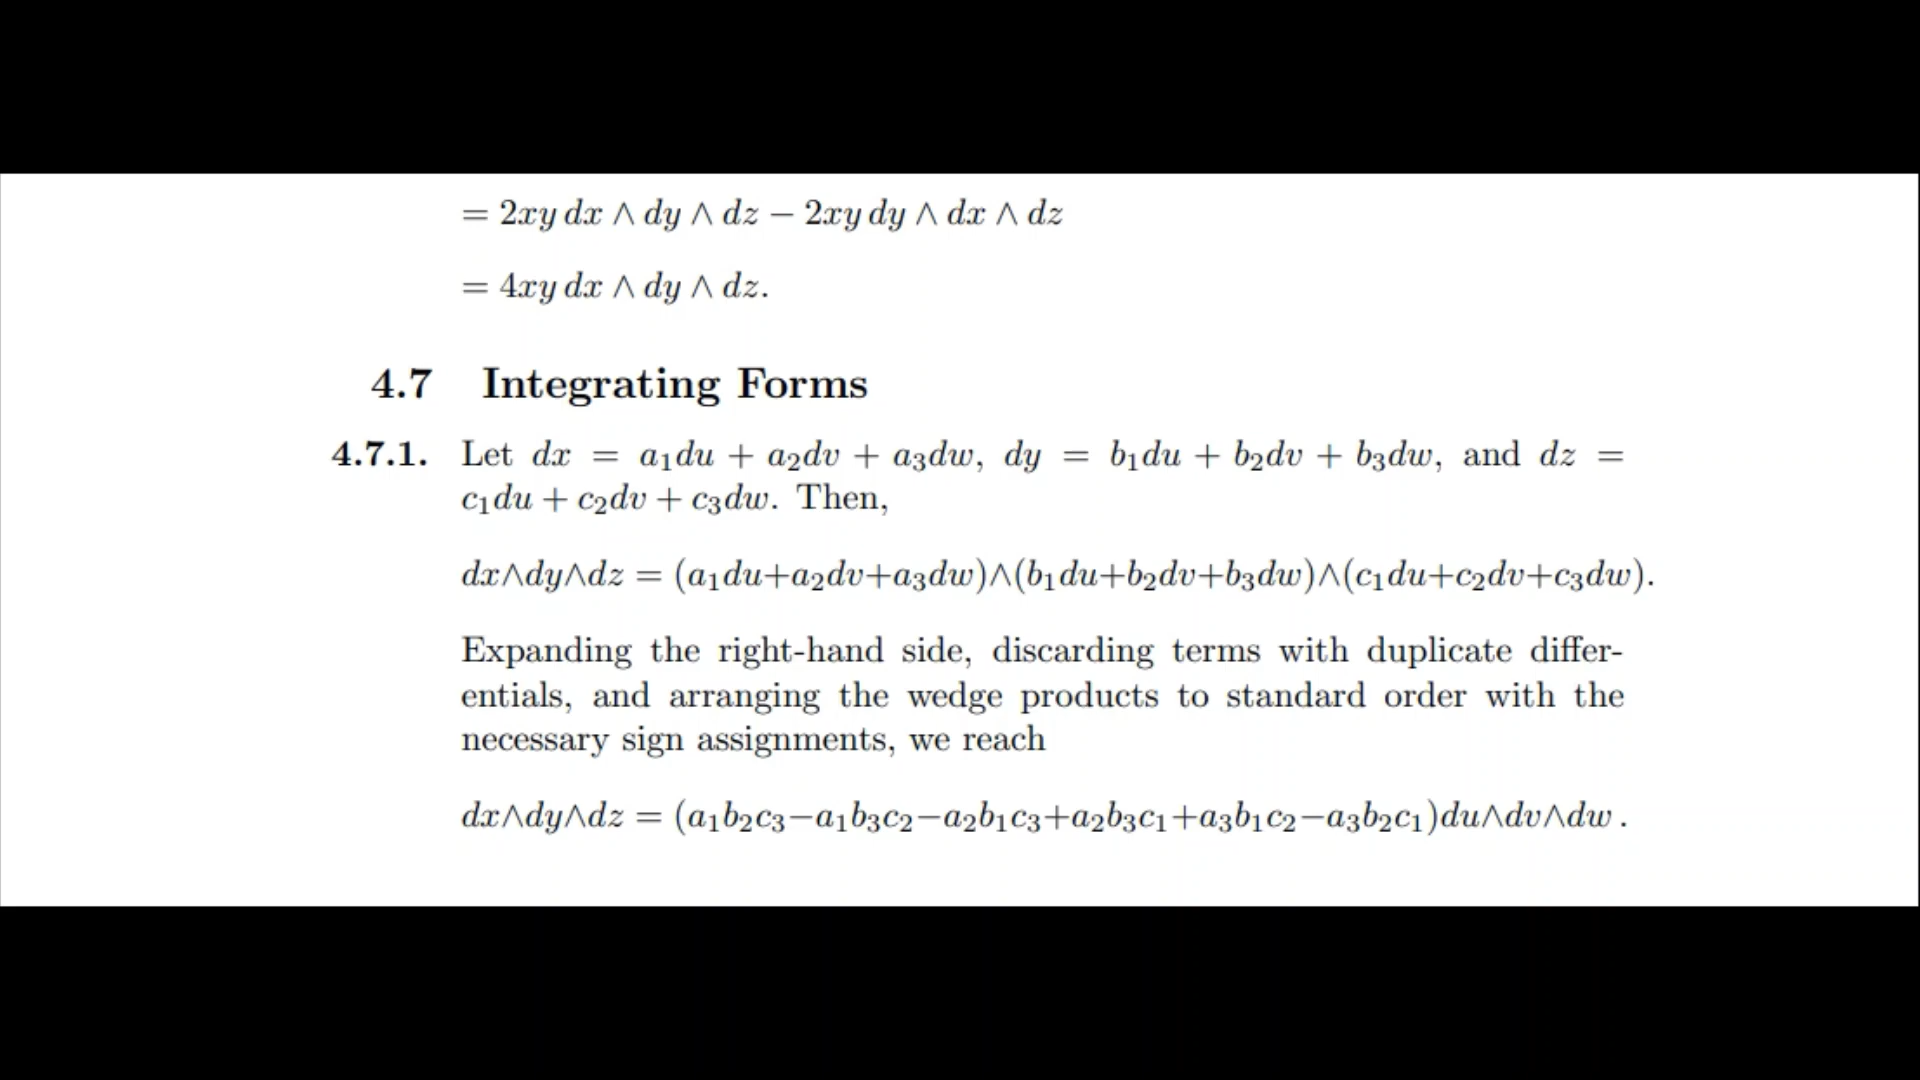 = 2xy dx ∧ dy ∧ dz − 2xy dy ∧ dx ∧ dz
= 4xy dx ∧ dy ∧ dz.
4.7 Integrating Forms
4.7.1. Let dx = a₁du + a₂dv + a₃dw, dy = b₁du + b₂dv + b₃dw, and dz =
c₁du + c₂dv + c₃dw. Then,
dx∧dy∧dz = (a₁du+a₂dv+a₃dw)∧(b₁du+b₂dv+b₃dw)∧(c₁du+c₂dv+c₃dw).
Expanding the right-hand side, discarding terms with duplicate differ-
entials, and arranging the wedge products to standard order with the
necessary sign assignments, we reach
dx∧dy∧dz = (a₁b₂c₃−a₁b₃c₂−a₂b₁c₃+a₂b₃c₁+a₃b₁c₂−a₃b₂c₁)du∧dv∧dw .